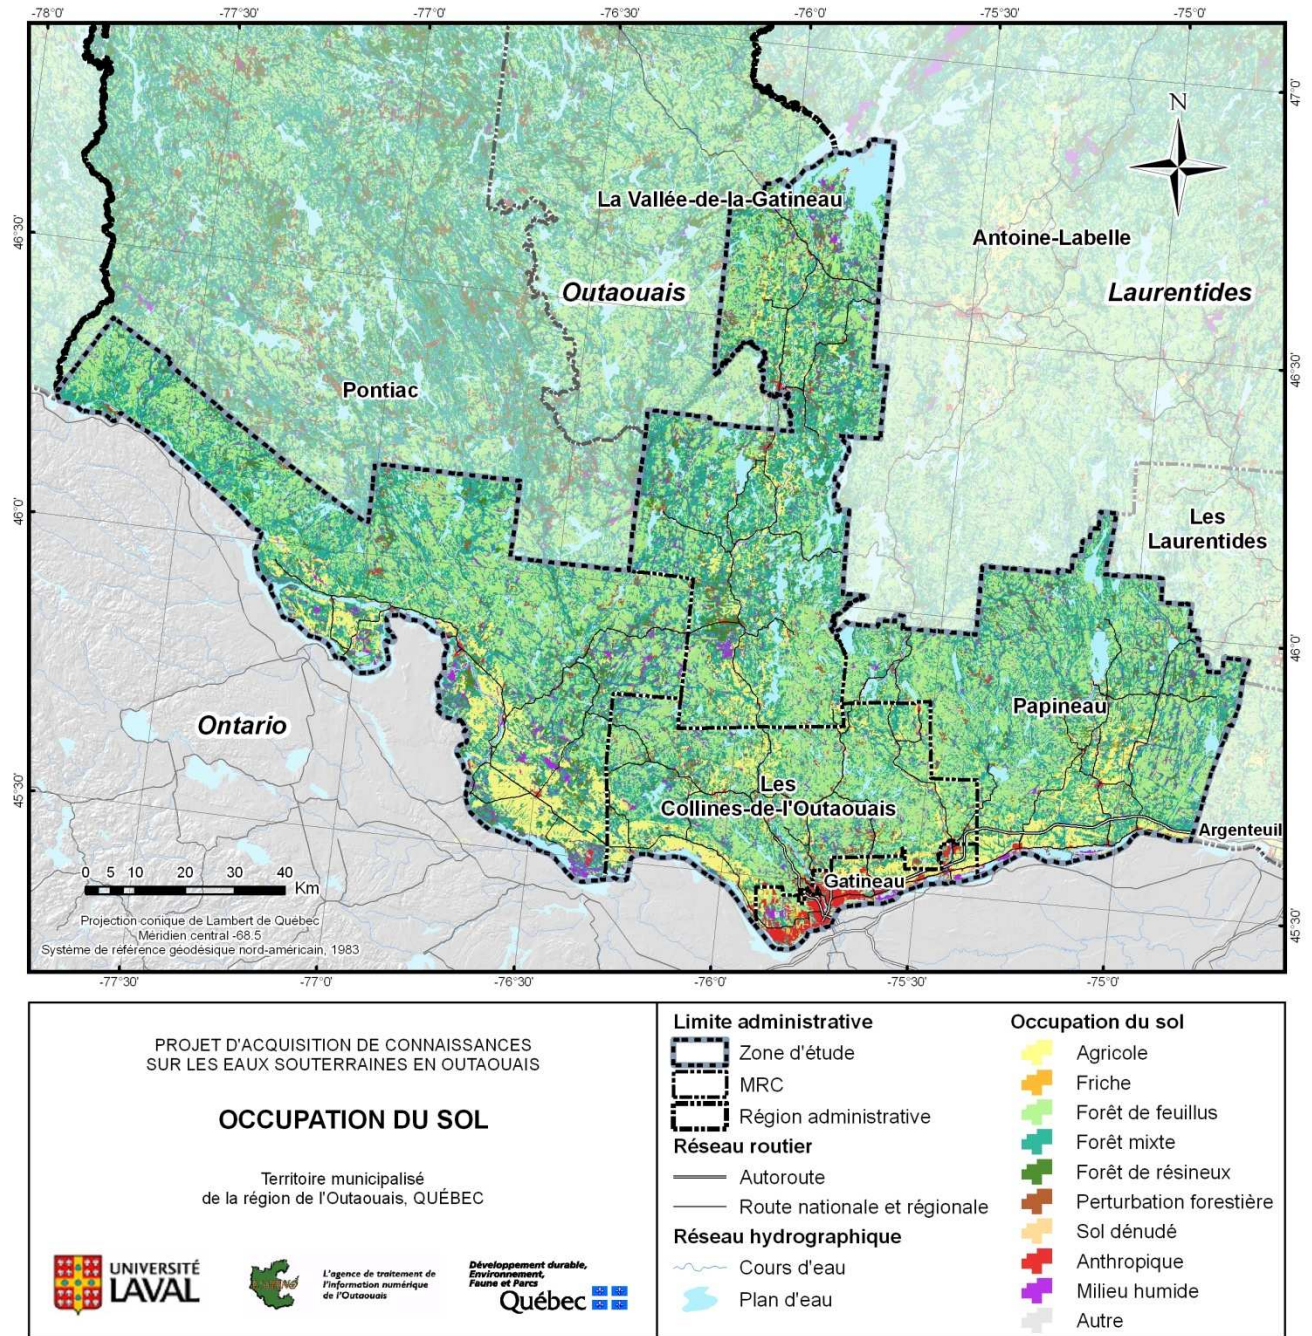 -78°0' -77°30' -77°0' -76°30' -76°0' -75°30' -75°0'
47°0'
N
La Vallée-de-la-Gatineau
46°30'
Antoine-Labelle
Outaouais
Laurentides
46°30'
Pontiac
46°0'
Les
Laurentides
46°0'
Papineau
Ontario
45°30'
Les
Collines-de-l'Outaouais
Argenteuil
Gatineau
0 5 10 20 30 40
Km
45°30'
Projection conique de Lambert de Québec
Méridien central -68.5
Système de référence géodésique nord-américain, 1983
-77°30' -77°0' -76°30' -76°0' -75°30' -75°0'
PROJET D'ACQUISITION DE CONNAISSANCES
SUR LES EAUX SOUTERRAINES EN OUTAOUAIS
OCCUPATION DU SOL
Territoire municipalisé
de la région de l'Outaouais, QUÉBEC
UNIVERSITÉ
LAVAL
L'agence de traitement de
l'information numérique
de l'Outaouais
Développement durable,
Environnement,
Faune et Parcs
Québec
Limite administrative
Zone d'étude
MRC
Région administrative
Réseau routier
Autoroute
Route nationale et régionale
Réseau hydrographique
Cours d'eau
Plan d'eau
Occupation du sol
Agricole
Friche
Forêt de feuillus
Forêt mixte
Forêt de résineux
Perturbation forestière
Sol dénudé
Anthropique
Milieu humide
Autre